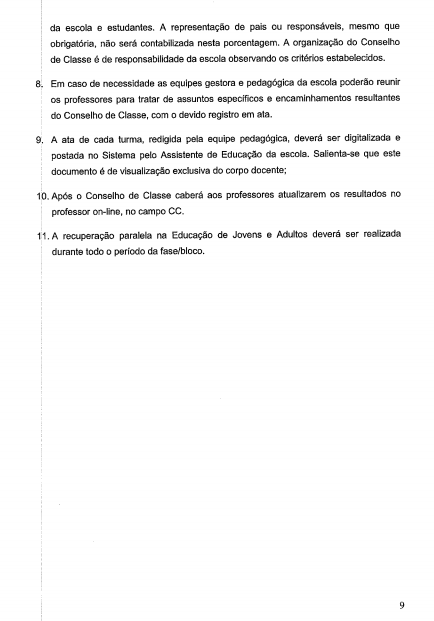 da escola e estudantes. A representação de pais ou responsáveis, mesmo que
obrigatória, não será contabilizada nesta porcentagem. A organização do Conselho
de Classe é de responsabilidade da escola observando os critérios estabelecidos.
8. Em caso de necessidade as equipes gestora e pedagógica da escola poderão reunir
os professores para tratar de assuntos específicos e encaminhamentos resultantes
do Conselho de Classe, com o devido registro em ata.
9. A ata de cada turma, redigida pela equipe pedagógica, deverá ser digitalizada e
postada no Sistema pelo Assistente de Educação da escola. Salienta-se que este
documento é de visualização exclusiva do corpo docente;
10. Após o Conselho de Classe caberá aos professores atualizarem os resultados no
professor on-line, no campo CC.
11. A recuperação paralela na Educação de Jovens e Adultos deverá ser realizada
durante todo o período da fase/bloco.
9